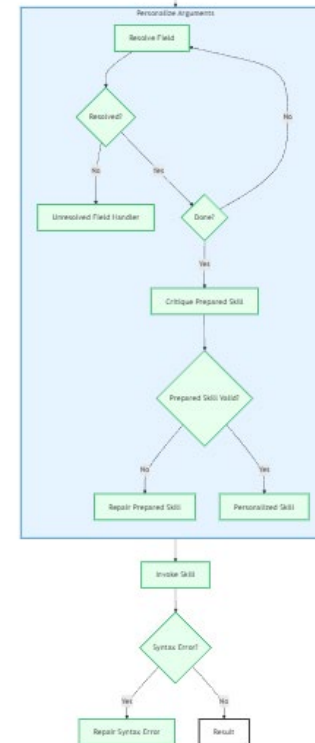 Personalize Arguments
Resolve Field
Resolved?
No
Yes
No
Unresolved Field Handler
Done?
Yes
Critique Prepared Skill
Prepared Skill Valid?
No
Yes
Repair Prepared Skill
Personalized Skill
Invoke Skill
Syntax Error?
Yes
No
Repair Syntax Error
Result